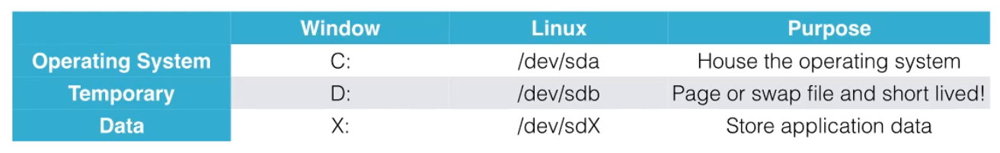 Window Linux Purpose
Operating System C: /dev/sda House the operating system
Temporary D: /dev/sdb Page or swap file and short lived!
Data X: /dev/sdX Store application data